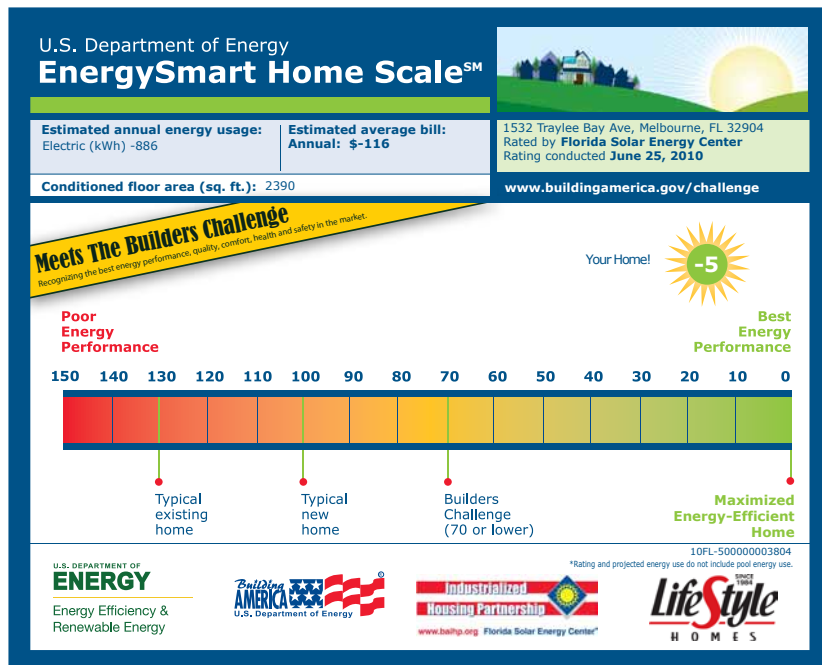 U.S. Department of Energy
EnergySmart Home Scale℠
Estimated annual energy usage:
Electric (kWh) -886
Estimated average bill:
Annual: $-116
Conditioned floor area (sq. ft.): 2390
1532 Traylee Bay Ave, Melbourne, FL 32904
Rated by Florida Solar Energy Center
Rating conducted June 25, 2010
www.buildingamerica.gov/challenge
Meets The Builders Challenge
Recognizing the best energy performance, quality, comfort, health and safety in the market.
Your Home!
-5
Poor
Energy
Performance
Best
Energy
Performance
150 140 130 120 110 100 90 80 70 60 50 40 30 20 10 0
Typical
existing
home
Typical
new
home
Builders
Challenge
(70 or lower)
Maximized
Energy-Efficient
Home
10FL-500000003804
*Rating and projected energy use do not include pool energy use.
U.S. DEPARTMENT OF
ENERGY
Energy Efficiency &
Renewable Energy
Building
AMERICA
®
U.S. Department of Energy
Industrialized
Housing Partnership
www.baihp.org Florida Solar Energy Center®
SINCE
1984
LifeStyle
HOMES